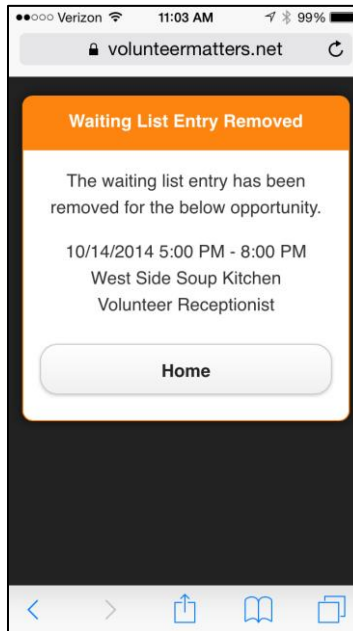 Verizon 11:03 AM 99%
volunteermatters.net
Waiting List Entry Removed
The waiting list entry has been
removed for the below opportunity.
10/14/2014 5:00 PM - 8:00 PM
West Side Soup Kitchen
Volunteer Receptionist
Home